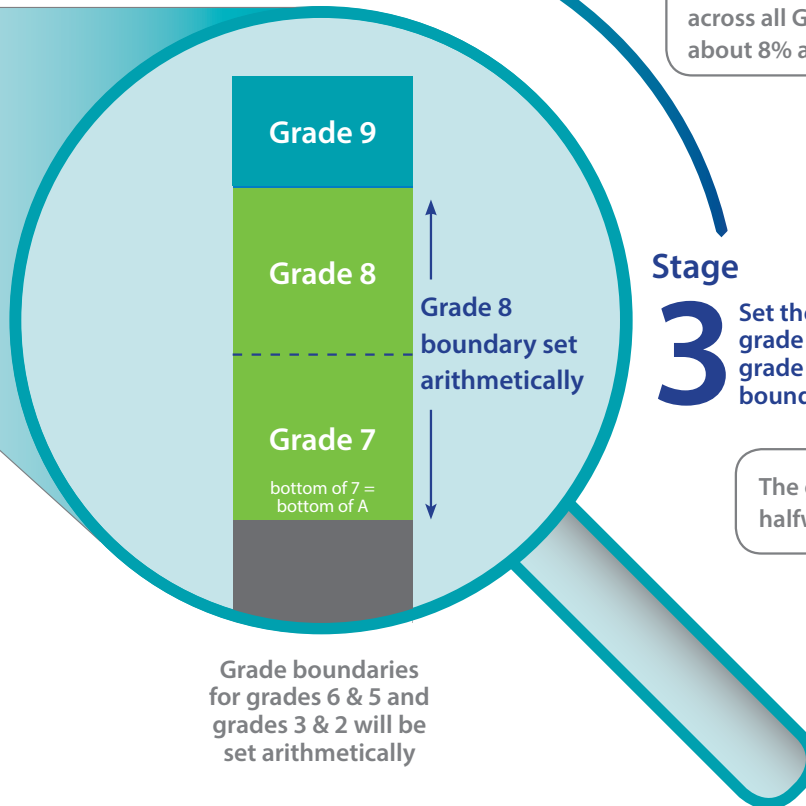 across all G
about 8% a
Grade 9
Grade 8
Grade 8
boundary set
arithmetically
Grade 7
bottom of 7 =
bottom of A
Stage
3
Set the
grade
grade
bound
The
halfw
Grade boundaries
for grades 6 & 5 and
grades 3 & 2 will be
set arithmetically